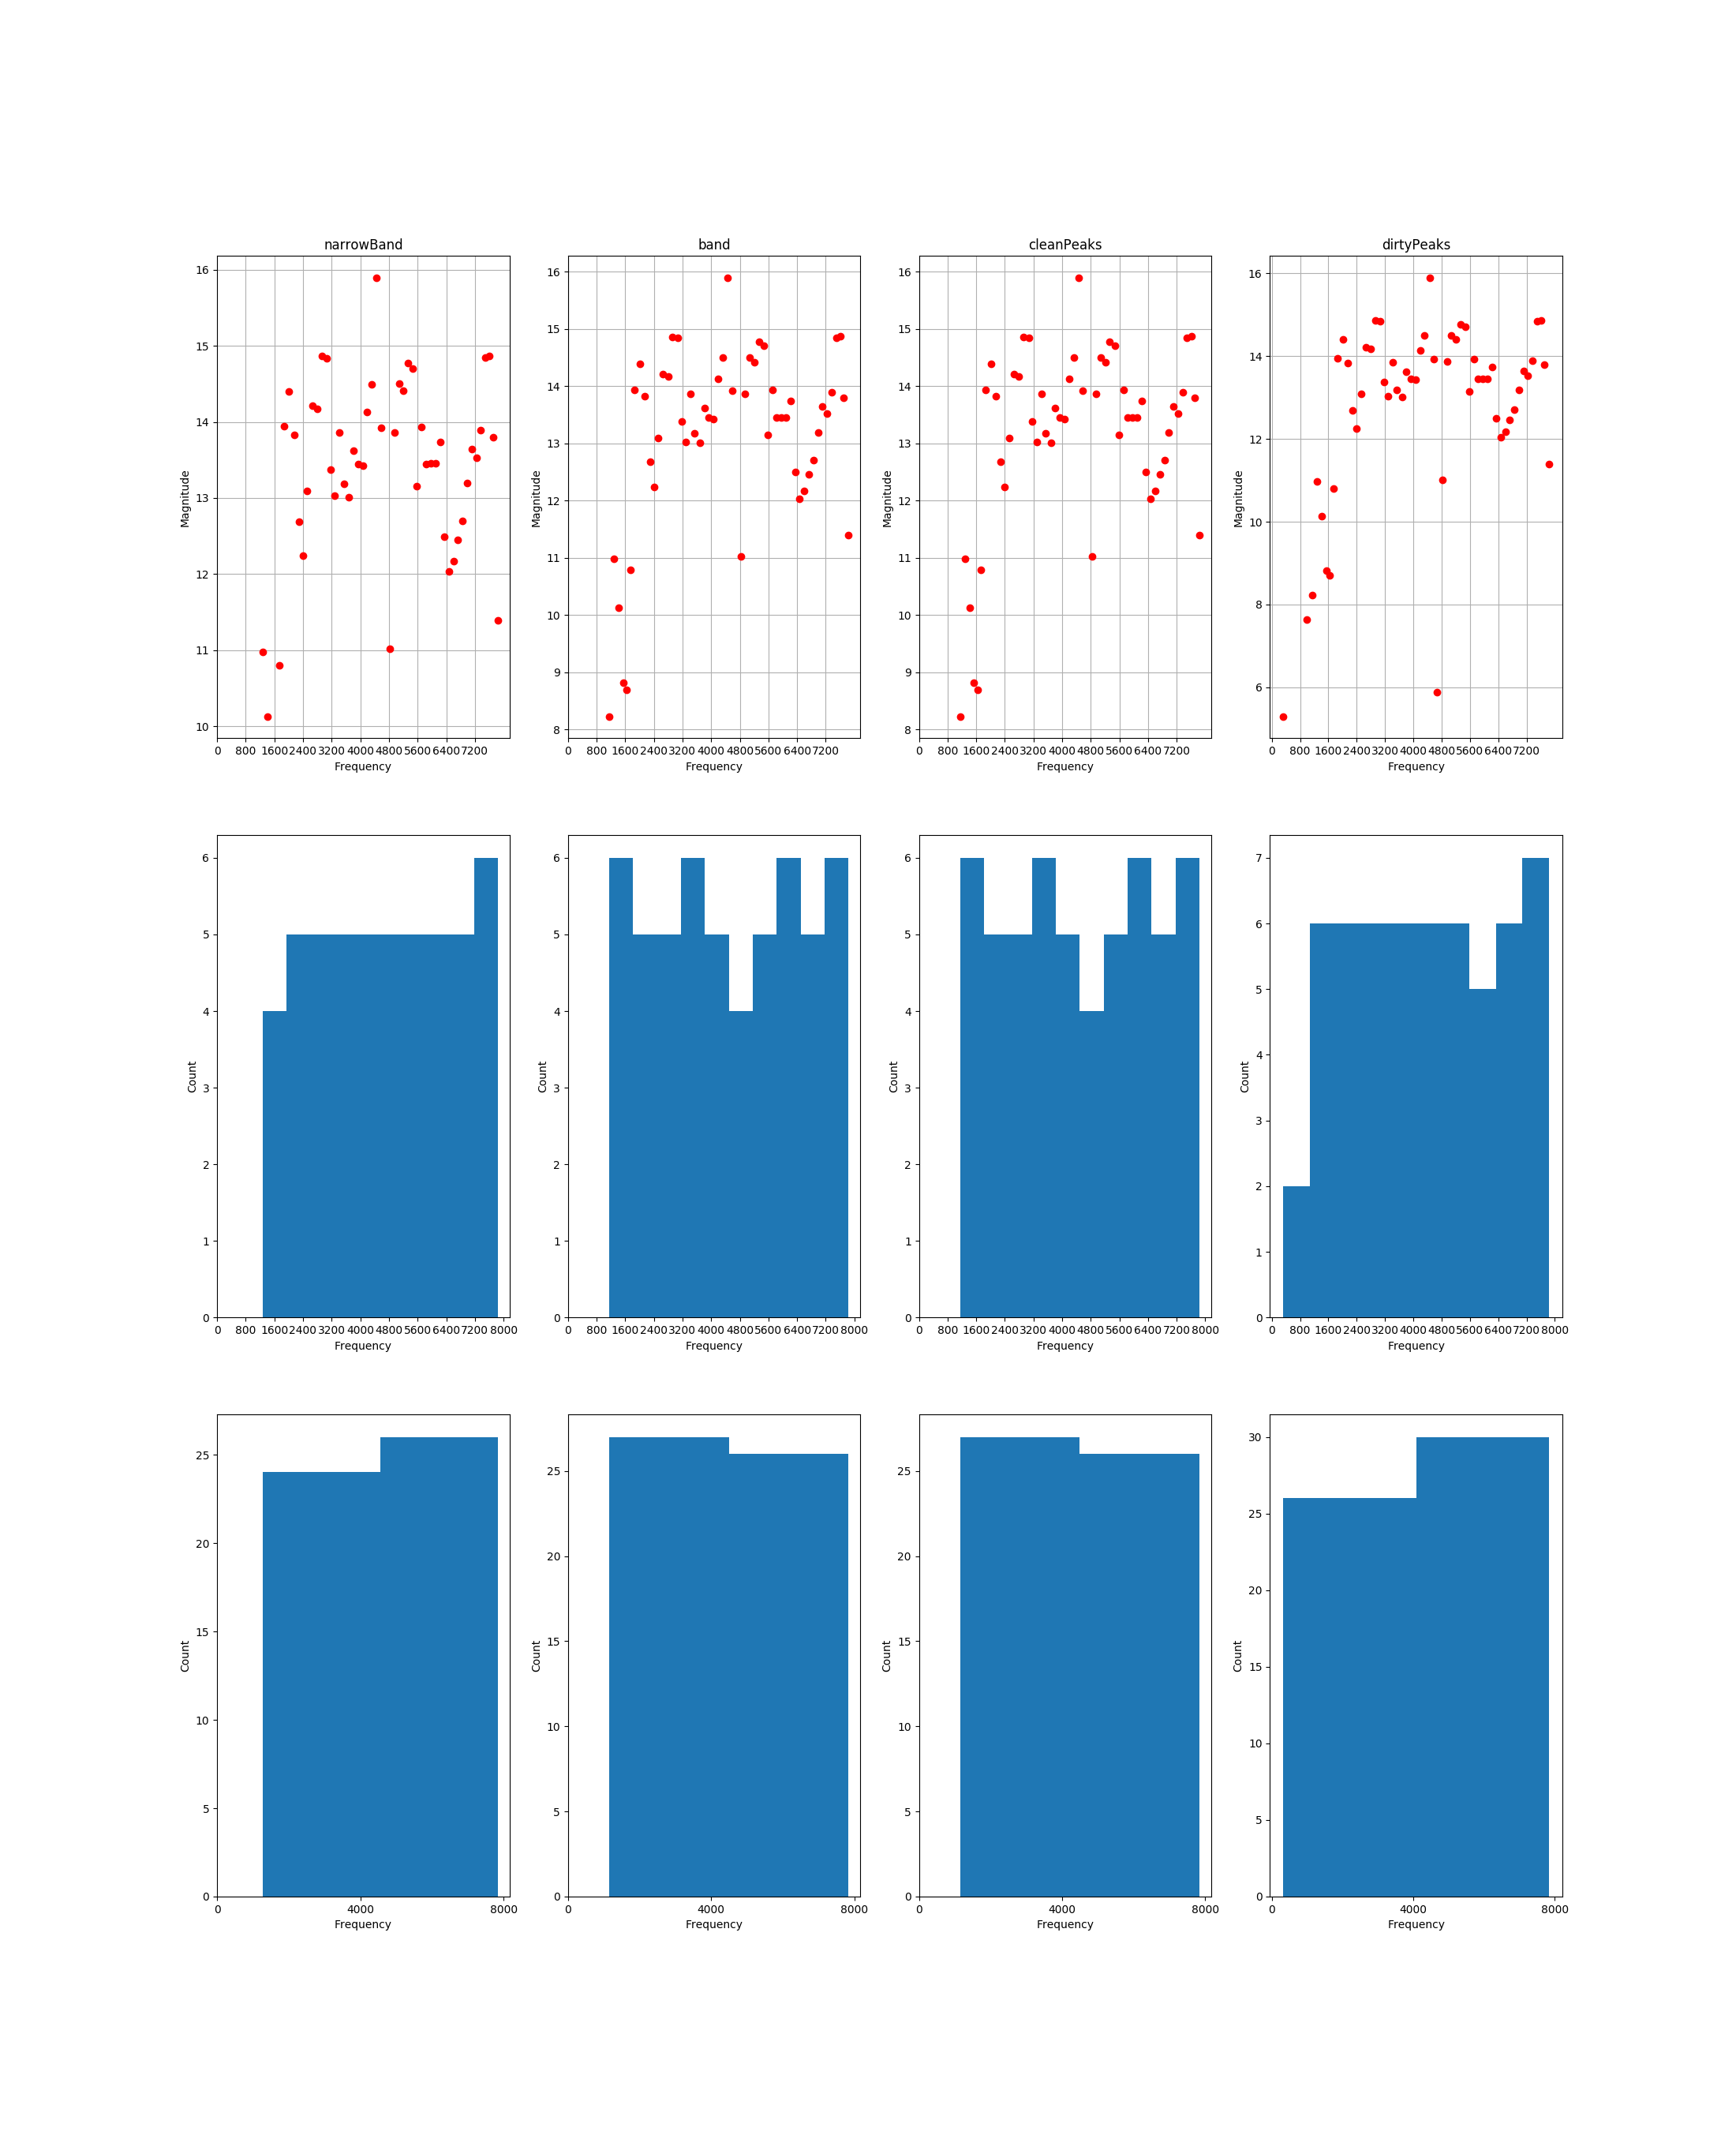 narrowBand band cleanPeaks dirtyPeaks
16 16 16 16
15 15
14 14 14 14
13 13 13
12 12 12 12
11 11 11
10 10 10 10
9 9
8 8 8
6
Magnitude Magnitude Magnitude Magnitude
0 800 1600 2400 3200 4000 4800 5600 6400 7200 0 800 1600 2400 3200 4000 4800 5600 6400 7200 0 800 1600 2400 3200 4000 4800 5600 6400 7200 0 800 1600 2400 3200 4000 4800 5600 6400 7200
Frequency Frequency Frequency Frequency
6 6 6 7
5 5 5 6
4 4 4 5
3 3 3 4
2 2 2 3
1 1 1 2
0 0 0 1
0
Count Count Count Count
0 800 1600 2400 3200 4000 4800 5600 6400 7200 8000 0 800 1600 2400 3200 4000 4800 5600 6400 7200 8000 0 800 1600 2400 3200 4000 4800 5600 6400 7200 8000 0 800 1600 2400 3200 4000 4800 5600 6400 7200 8000
Frequency Frequency Frequency Frequency
30
25 25 25 25
20 20 20 20
15 15 15 15
10 10 10 10
5 5 5 5
0 0 0 0
Count Count Count Count
0 4000 8000 0 4000 8000 0 4000 8000 0 4000 8000
Frequency Frequency Frequency Frequency